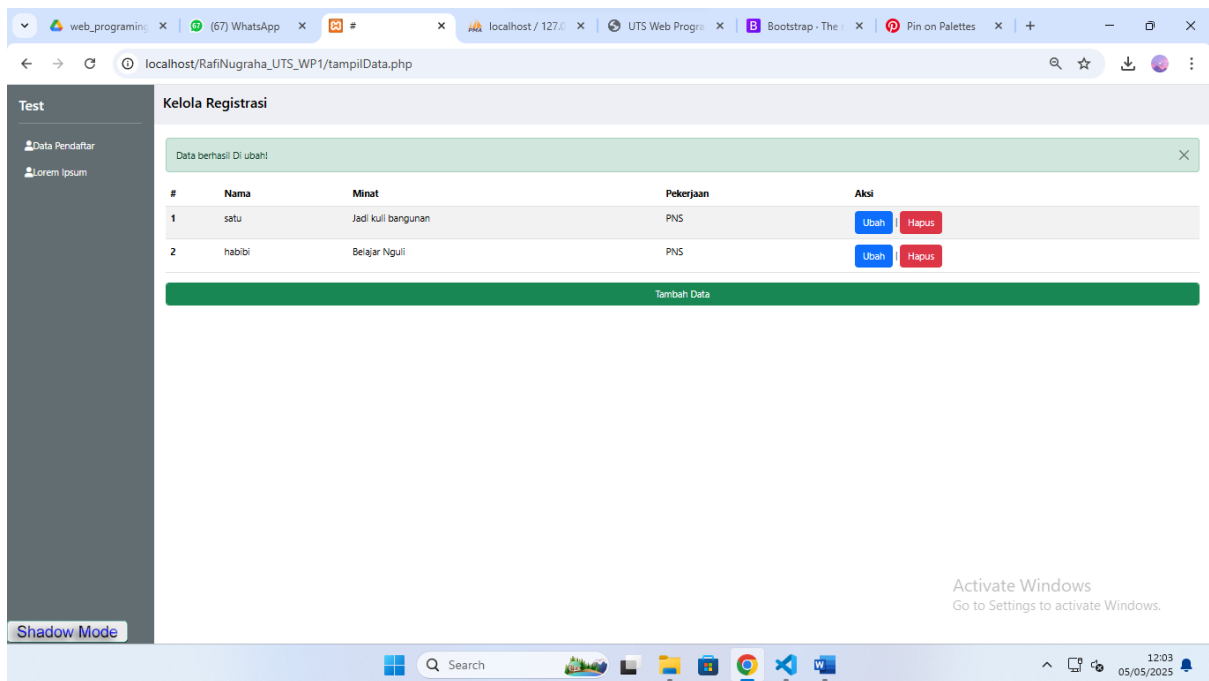 web_programing
(67) WhatsApp
#
localhost / 127.0
UTS Web Progra
Bootstrap · The
Pin on Palettes
localhost/RafiNugraha_UTS_WP1/tampilData.php
Test
Kelola Registrasi
Data Pendaftar
Lorem Ipsum
Data berhasil Di ubah!
# Nama Minat Pekerjaan Aksi
1 satu Jadi kuli bangunan PNS Ubah | Hapus
2 habibi Belajar Nguli PNS Ubah | Hapus
Tambah Data
Activate Windows
Go to Settings to activate Windows.
Shadow Mode
Search
12:03
05/05/2025